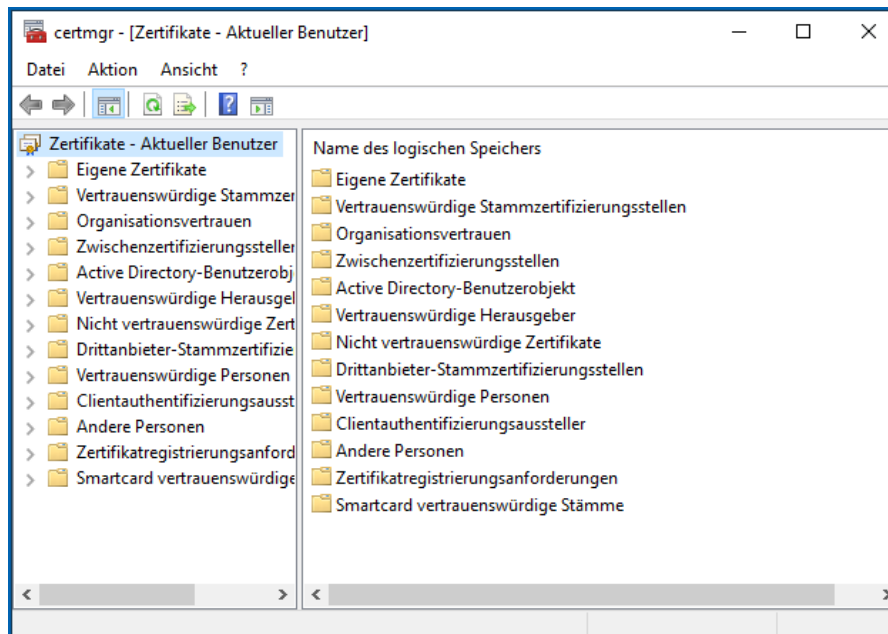 certmgr - [Zertifikate - Aktueller Benutzer]
Datei Aktion Ansicht ?
Zertifikate - Aktueller Benutzer
Eigene Zertifikate
Vertrauenswürdige Stammzer
Organisationsvertrauen
Zwischenzertifizierungssteller
Active Directory-Benutzerobj
Vertrauenswürdige Herausgel
Nicht vertrauenswürdige Zert
Drittanbieter-Stammzertifizie
Vertrauenswürdige Personen
Clientauthentifizierungsausst
Andere Personen
Zertifikatregistrierungsanford
Smartcard vertrauenswürdige
Name des logischen Speichers
Eigene Zertifikate
Vertrauenswürdige Stammzertifizierungsstellen
Organisationsvertrauen
Zwischenzertifizierungsstellen
Active Directory-Benutzerobjekt
Vertrauenswürdige Herausgeber
Nicht vertrauenswürdige Zertifikate
Drittanbieter-Stammzertifizierungsstellen
Vertrauenswürdige Personen
Clientauthentifizierungsaussteller
Andere Personen
Zertifikatregistrierungsanforderungen
Smartcard vertrauenswürdige Stämme